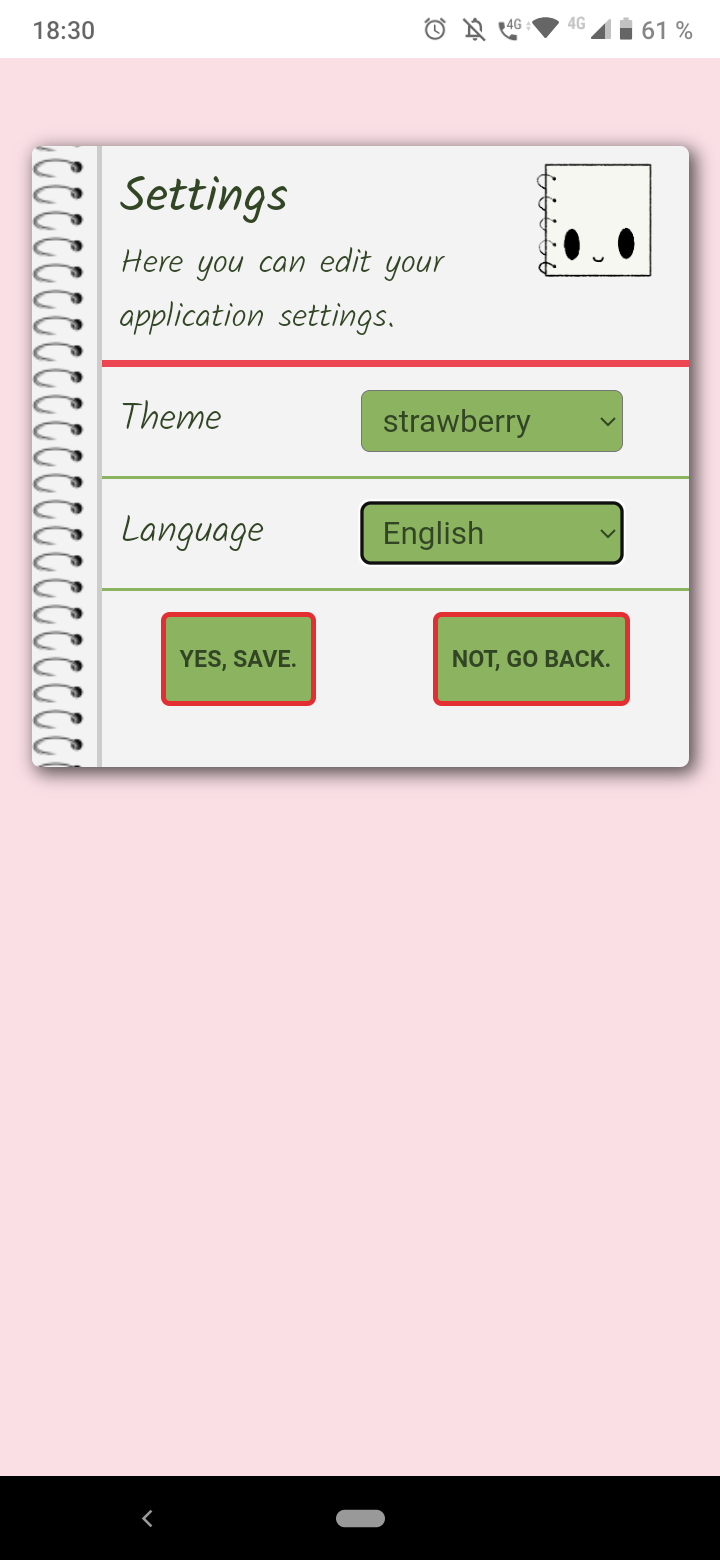 18:30
4G
4G
61 %
Settings
Here you can edit your
application settings.
Theme
strawberry
Language
English
YES, SAVE.
NOT, GO BACK.